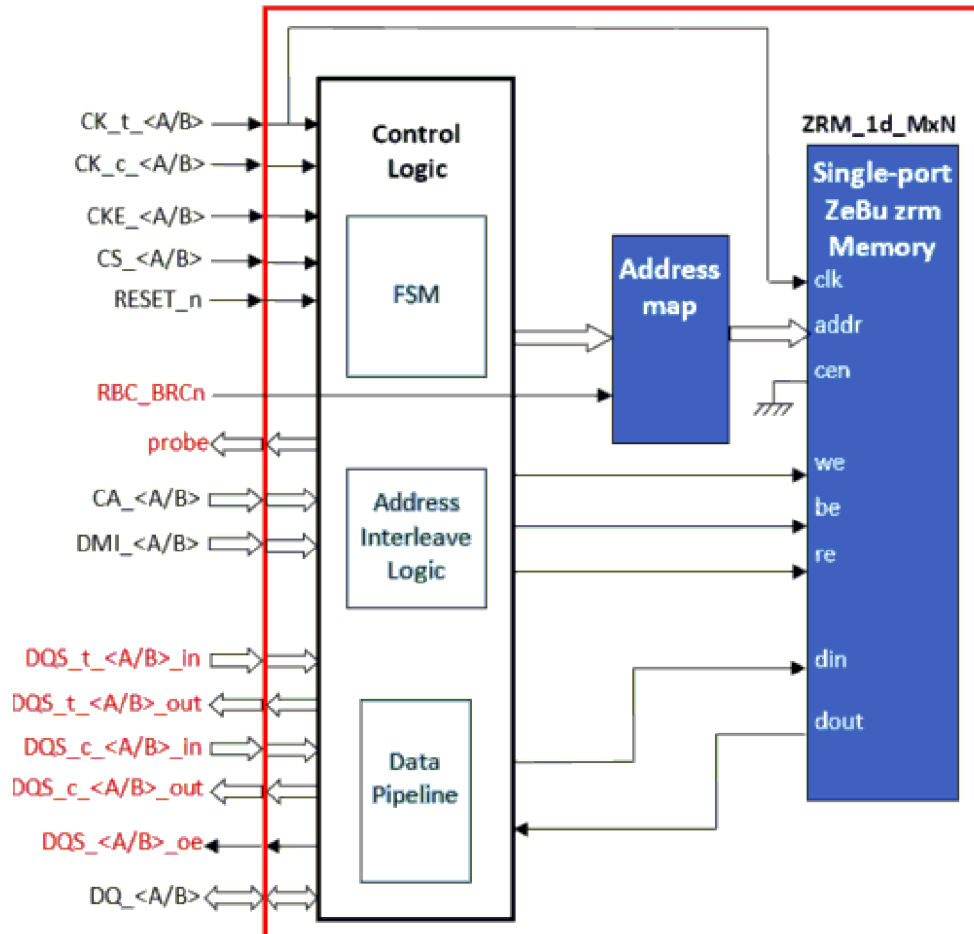 CK_t_<A/B>
CK_c_<A/B>
CKE_<A/B>
CS_<A/B>
RESET_n
RBC_BRCn
probe
CA_<A/B>
DMI_<A/B>
DQS_t_<A/B>_in
DQS_t_<A/B>_out
DQS_c_<A/B>_in
DQS_c_<A/B>_out
DQS_<A/B>_oe
DQ_<A/B>
Control
Logic
FSM
Address
Interleave
Logic
Data
Pipeline
Address
map
ZRM_1d_MxN
Single-port
ZeBu zrm
Memory
clk
addr
cen
we
be
re
din
dout